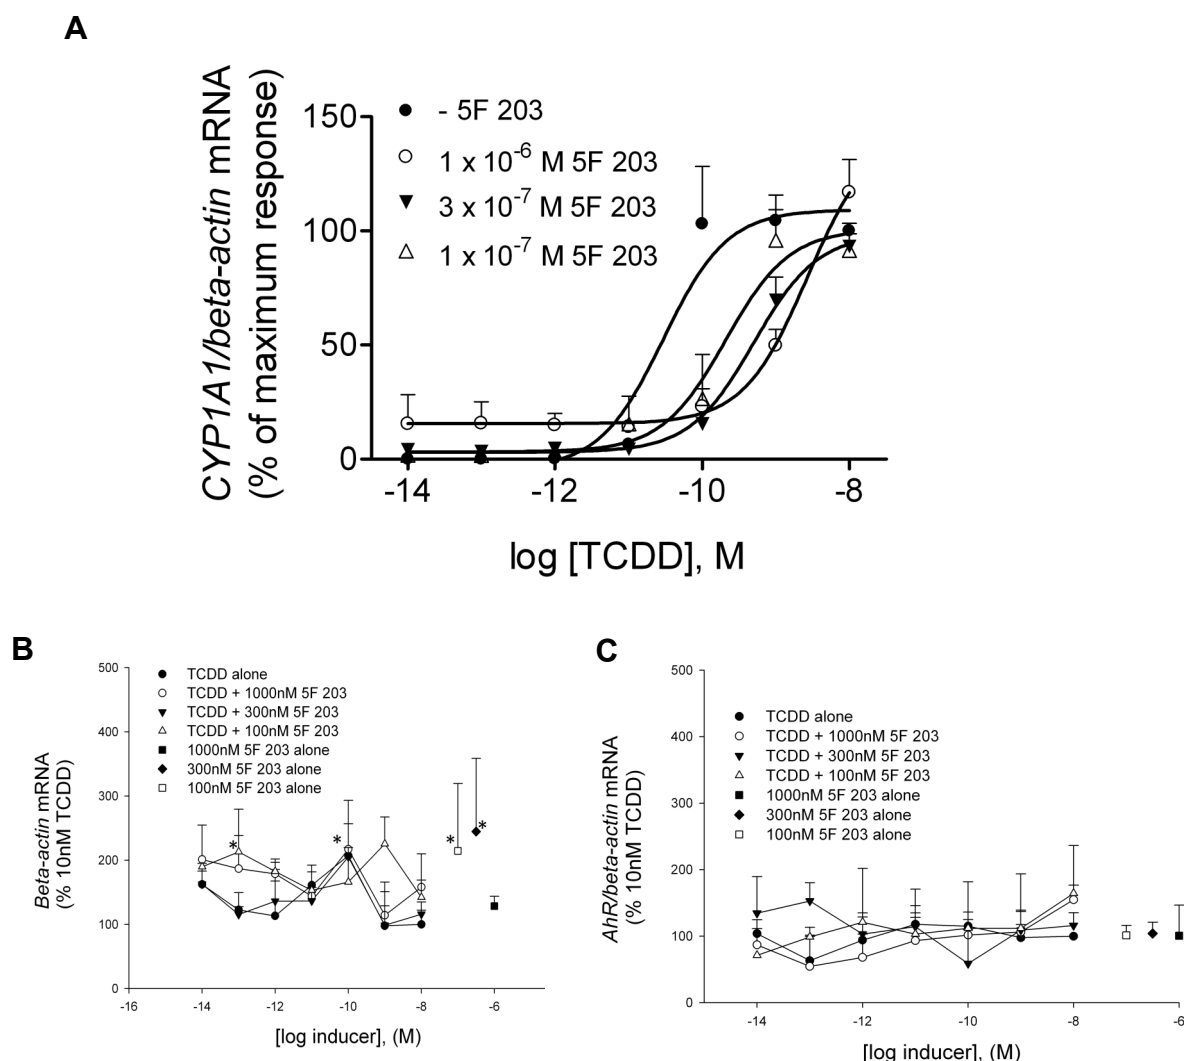 A
CYP1A1/beta-actin mRNA
(% of maximum response)
150
100
50
0
- 5F 203
1 x 10^-6 M 5F 203
3 x 10^-7 M 5F 203
1 x 10^-7 M 5F 203
-14 -12 -10 -8
log [TCDD], M
B
Beta-actin mRNA
(% 10nM TCDD)
500
400
300
200
100
0
TCDD alone
TCDD + 1000nM 5F 203
TCDD + 300nM 5F 203
TCDD + 100nM 5F 203
1000nM 5F 203 alone
300nM 5F 203 alone
100nM 5F 203 alone
* * * *
-16 -14 -12 -10 -8 -6
[log inducer], (M)
C
AhR/beta-actin mRNA
(% 10nM TCDD)
500
400
300
200
100
0
TCDD alone
TCDD + 1000nM 5F 203
TCDD + 300nM 5F 203
TCDD + 100nM 5F 203
1000nM 5F 203 alone
300nM 5F 203 alone
100nM 5F 203 alone
-14 -12 -10 -8 -6
[log inducer], (M)